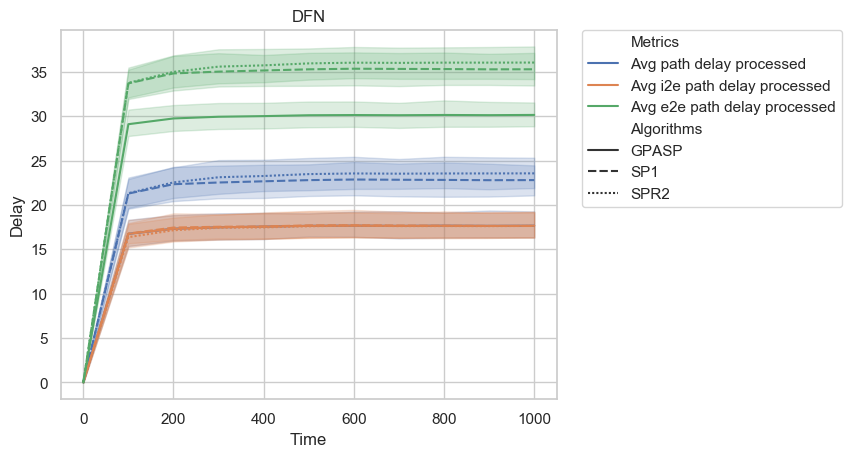 DFN
Delay
35
30
25
20
15
10
5
0
0 200 400 600 800 1000
Time
Metrics
Avg path delay processed
Avg i2e path delay processed
Avg e2e path delay processed
Algorithms
GPASP
SP1
SPR2